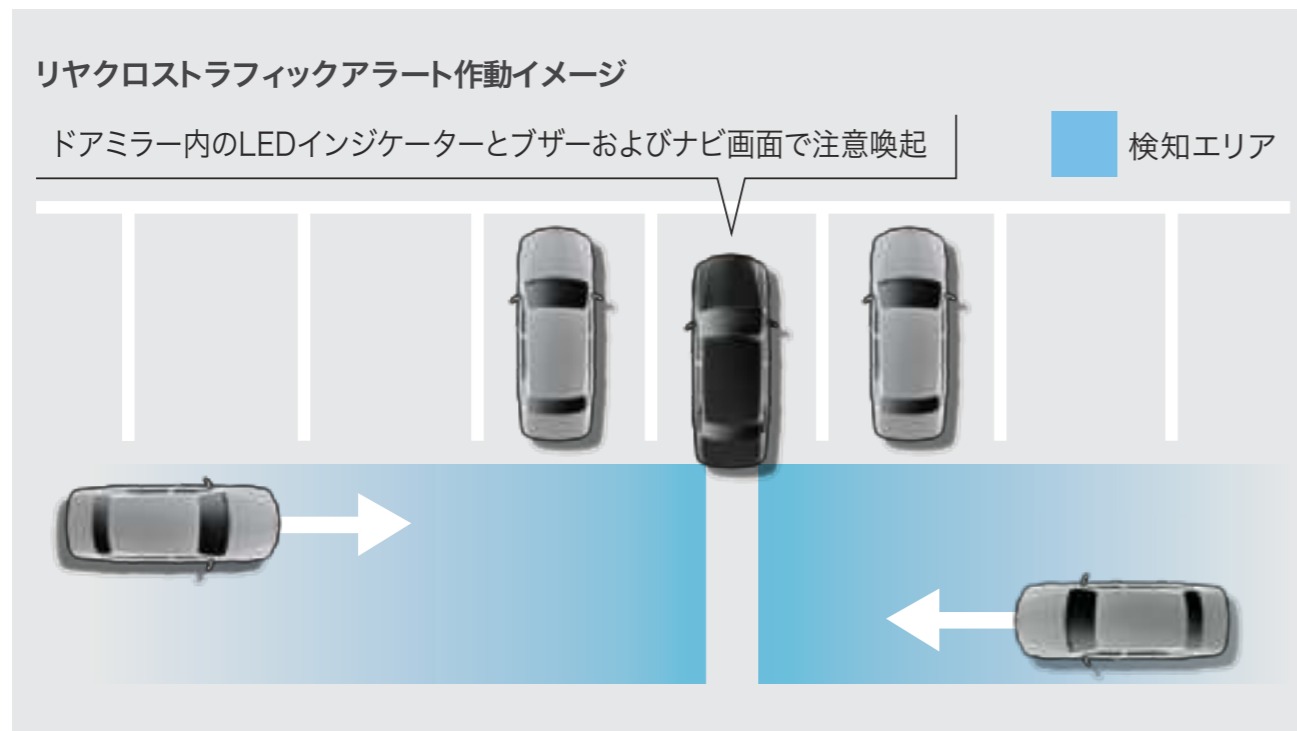 リヤクロストラフィックアラート作動イメージ
ドアミラー内のLEDインジケーターとブザーおよびナビ画面で注意喚起
検知エリア